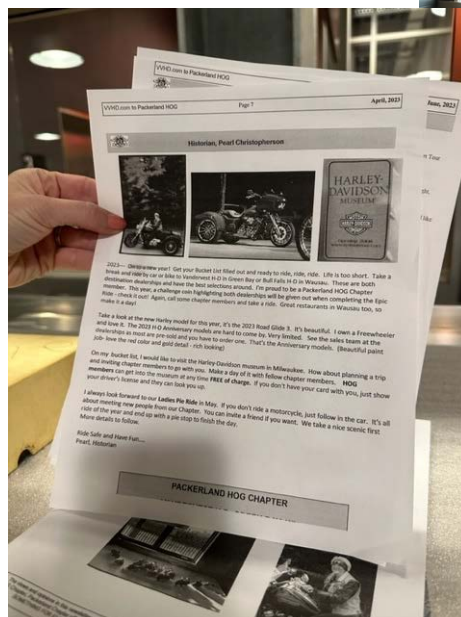 VVHD.com to Packerland HOG
June, 2023
VVHD.com to Packerland HOG Page 7 April, 2023
Historian, Pearl Christopherson
HARLEY-
DAVIDSON
MUSEUM
2023— On to a new year! Get your Bucket List filled out and ready to ride, ride, ride. Life is too short. Take a
break and ride by car or bike to Vandervest H-D in Green Bay or Bull Falls H-D in Wausau. These are both
destination dealerships and have the chapters. I'm proud to be a Packerland HOG Chapter
member. This year, a challenge coin highlighting both dealerships will be given out when completing the Epic
Ride - check it out! Again, call some chapter members and take a ride. Great restaurants in Wausau too, so
make it a day!
Take a look at the new Harley model for this year, it's the 2023 Road Glide 3. It's beautiful. I own a Freewheeler
and love it. The 2023 H-D Anniversary models are hard to come by. Very limited. See the sales team at the
dealerships as most are pre-sold and you have to order one. That's the Anniversary models. (Beautiful paint
job- love the red color and gold detail - rich looking)
On my bucket list, I would like to visit the Harley-Davidson museum in Milwaukee. How about planning a trip
and inviting chapter members to go with you. Make a day of it with fellow chapter members. HOG
members can get into the museum at any time FREE of charge. If you don't have your card with you, just show
your driver's license and they can look you up.
I always look forward to our Ladies Pie Ride in May. If you don't ride a motorcycle, just follow in the car. It's all
about meeting new people from our Chapter. You can invite a friend if you want. We take a nice scenic first
ride of the year end up with a pie stop to finish the day.
More details to follow.
Ride Safe and Have Fun...
Pearl, Historian
PACKERLAND HOG CHAPTER